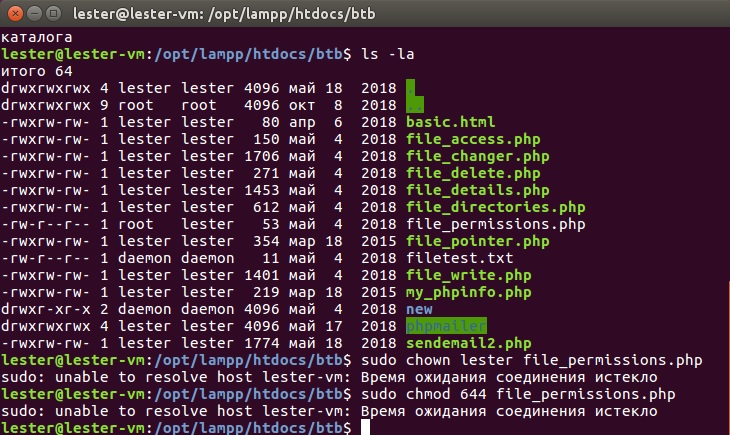 lester@lester-vm: /opt/lampp/htdocs/btb
каталога
lester@lester-vm:/opt/lampp/htdocs/btb$ ls -la
итого 64
drwxrwxrwx 4 lester lester 4096 май 18  2018 .
drwxrwxrwx 9 root   root   4096 окт  8  2018 ..
-rwxrw-rw- 1 lester lester   80 апр  6  2018 basic.html
-rwxrw-rw- 1 lester lester  150 май  4  2018 file_access.php
-rwxrw-rw- 1 lester lester 1706 май  4  2018 file_changer.php
-rwxrw-rw- 1 lester lester  271 май  4  2018 file_delete.php
-rwxrw-rw- 1 lester lester 1453 май  4  2018 file_details.php
-rwxrw-rw- 1 lester lester  612 май  4  2018 file_directories.php
-rw-r--r-- 1 root   lester   53 май  4  2018 file_permissions.php
-rwxrw-rw- 1 lester lester  354 мар 18  2015 file_pointer.php
-rw-r--r-- 1 daemon daemon   11 май  4  2018 filetest.txt
-rwxrw-rw- 1 lester lester 1401 май  4  2018 file_write.php
-rwxrw-rw- 1 lester lester  219 мар 18  2015 my_phpinfo.php
drwxr-xr-x 2 daemon daemon 4096 май  4  2018 new
drwxrwxrwx 4 lester lester 4096 май 17  2018 phpmailer
-rwxrw-rw- 1 lester lester 1774 май 18  2018 sendemail2.php
lester@lester-vm:/opt/lampp/htdocs/btb$ sudo chown lester file_permissions.php
sudo: unable to resolve host lester-vm: Время ожидания соединения истекло
lester@lester-vm:/opt/lampp/htdocs/btb$ sudo chmod 644 file_permissions.php
sudo: unable to resolve host lester-vm: Время ожидания соединения истекло
lester@lester-vm:/opt/lampp/htdocs/btb$